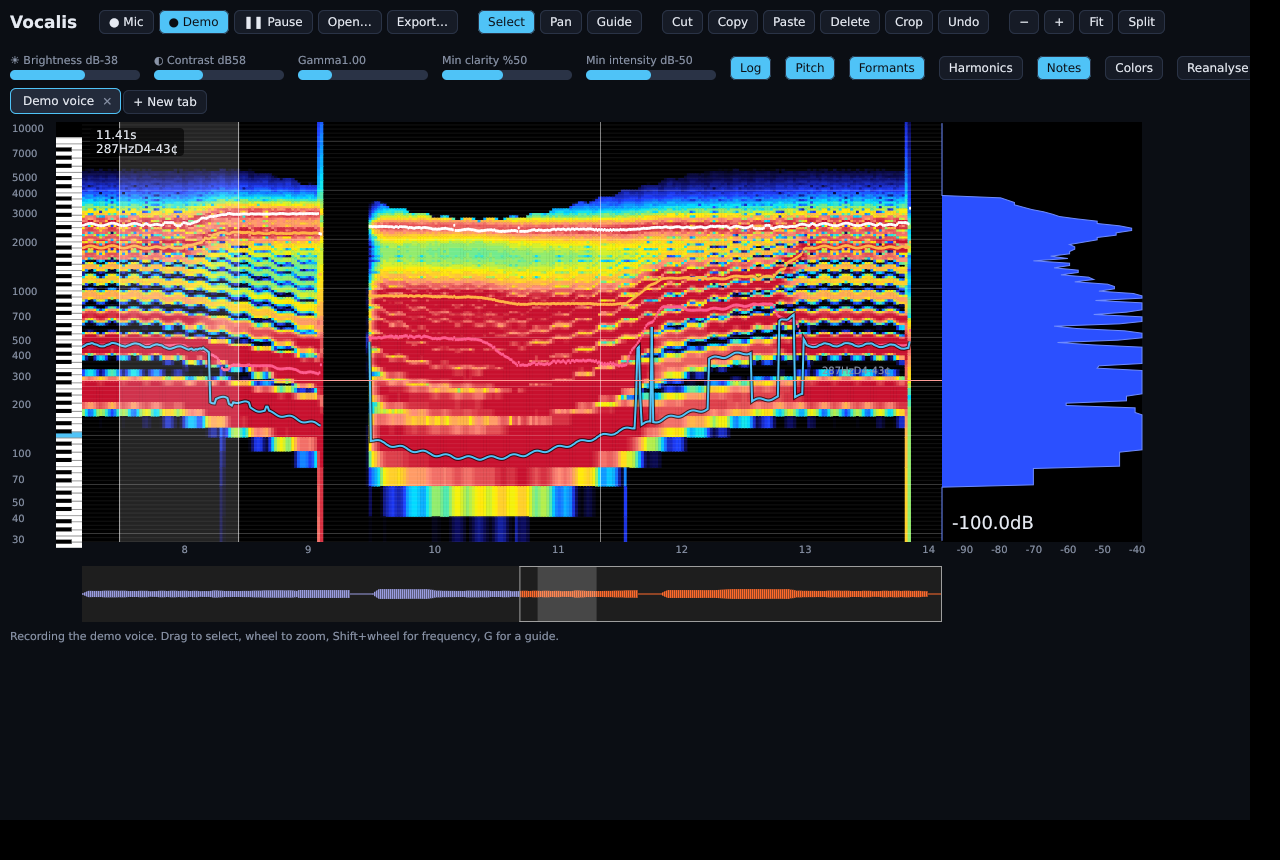 Vocalis ● Mic ● Demo ❚❚ Pause Open... Export... Select Pan Guide Cut Copy Paste Delete Crop Undo − + Fit Split
☀ Brightness dB-38 ◐ Contrast dB58 Gamma1.00 Min clarity %50 Min intensity dB-50 Log Pitch Formants Harmonics Notes Colors Reanalyse
Demo voice × + New tab
10000
11.41s
287HzD4-43¢
7000
5000
4000
3000
2000
1000
700
500
400
287HzD4-43¢
300
200
100
70
50
-100.0dB
40
30
8 9 10 11 12 13 14 -90 -80 -70 -60 -50 -40
Recording the demo voice. Drag to select, wheel to zoom, Shift+wheel for frequency, G for a guide.